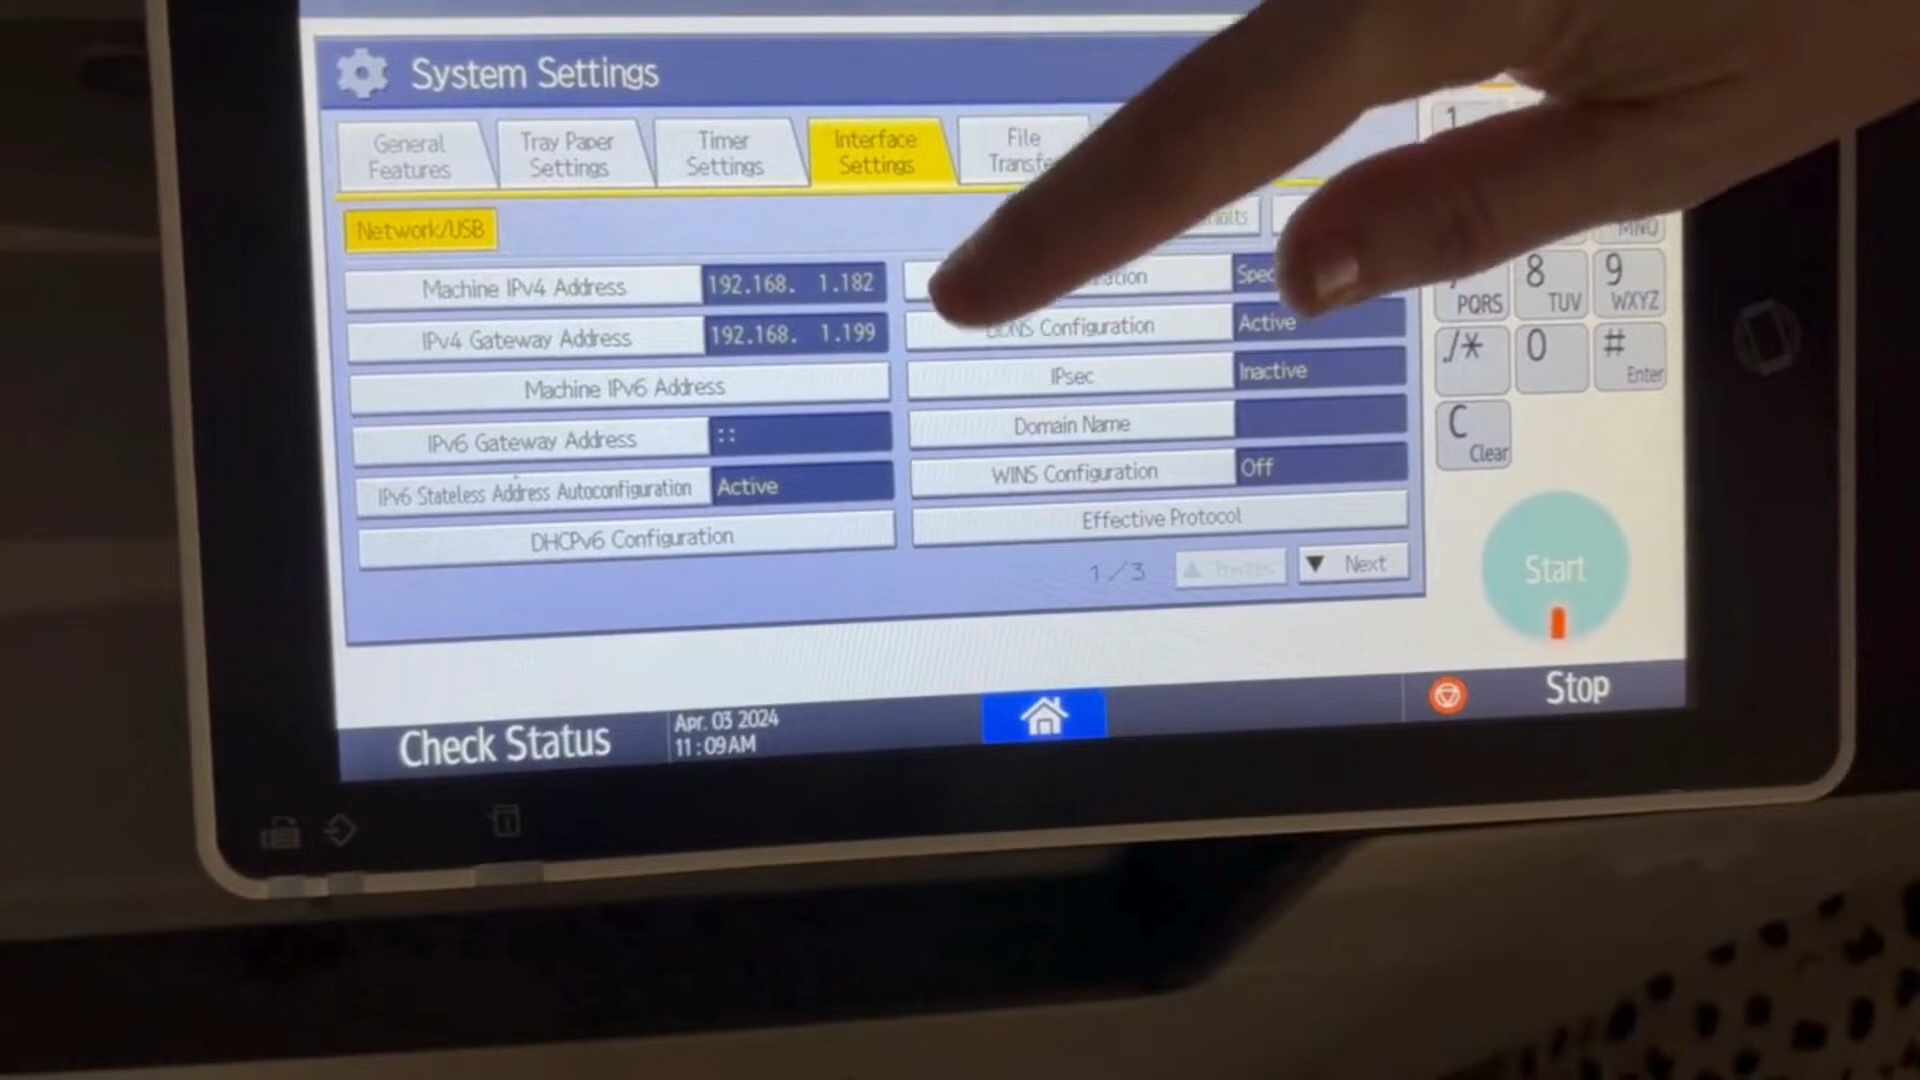 System Settings
General
Features
Tray Paper
Settings
Timer
Settings
Interface
Settings
File
Network/USB
Machine IPv4 Address
192.168. 1.182
IPv4 Gateway Address
192.168. 1.199
Machine IPv6 Address
IPv6 Gateway Address
::
IPv6 Stateless Address Autoconfiguration
Active
DHCPv6 Configuration
Configuration
Active
IPsec
Inactive
Domain Name
WINS Configuration
Off
Effective Protocol
1/3
▲
▼ Next
1
MNO
PQRS
8
TUV
9
WXYZ
./*
0
#
Enter
C
Clear
Start
Stop
Check Status
Apr. 03 2024
11:09AM